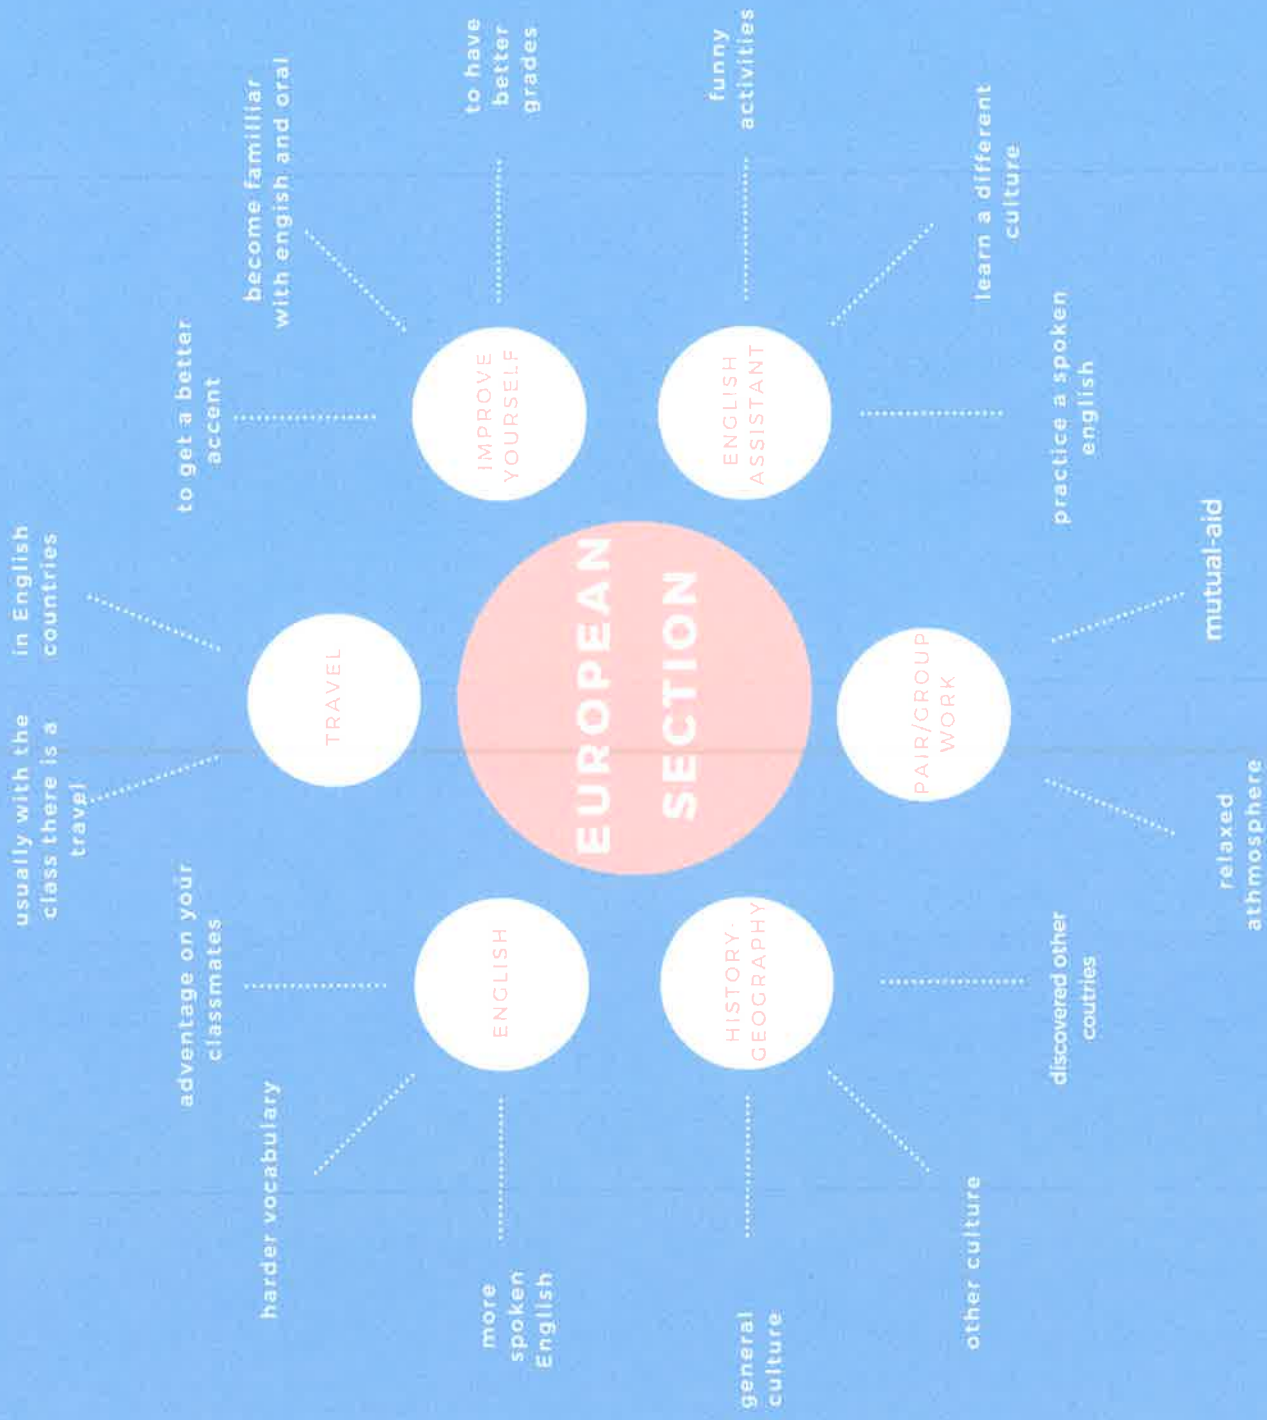 EUROPEAN
SECTION
TRAVEL
usually with the
class there is a
travel
in English
countries
IMPROVE
YOURSELF
to get a better
accent
become familliar
with engish and oral
to have
better
grades
ENGLISH
ASSISTANT
funny
activities
learn a different
culture
practice a spoken
english
PAIR/GROUP
WORK
mutual-aid
relaxed
athmosphere
HISTORY-
GEOGRAPHY
discovered other
coutries
other culture
general
culture
ENGLISH
more
spoken
English
harder vocabulary
adventage on your
classmates